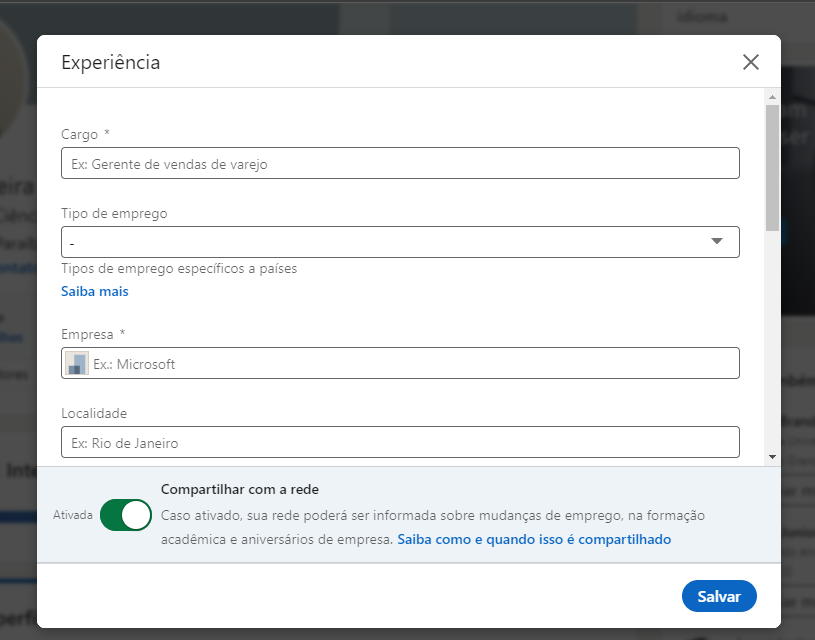 idioma
Experiência
Cargo *
Ex: Gerente de vendas de varejo
Tipo de emprego
-
Tipos de emprego específicos a países
Saiba mais
Empresa *
Ex.: Microsoft
Localidade
Ex: Rio de Janeiro
Compartilhar com a rede
Ativada
Caso ativado, sua rede poderá ser informada sobre mudanças de emprego, na formação
acadêmica e aniversários de empresa. Saiba como e quando isso é compartilhado
Salvar